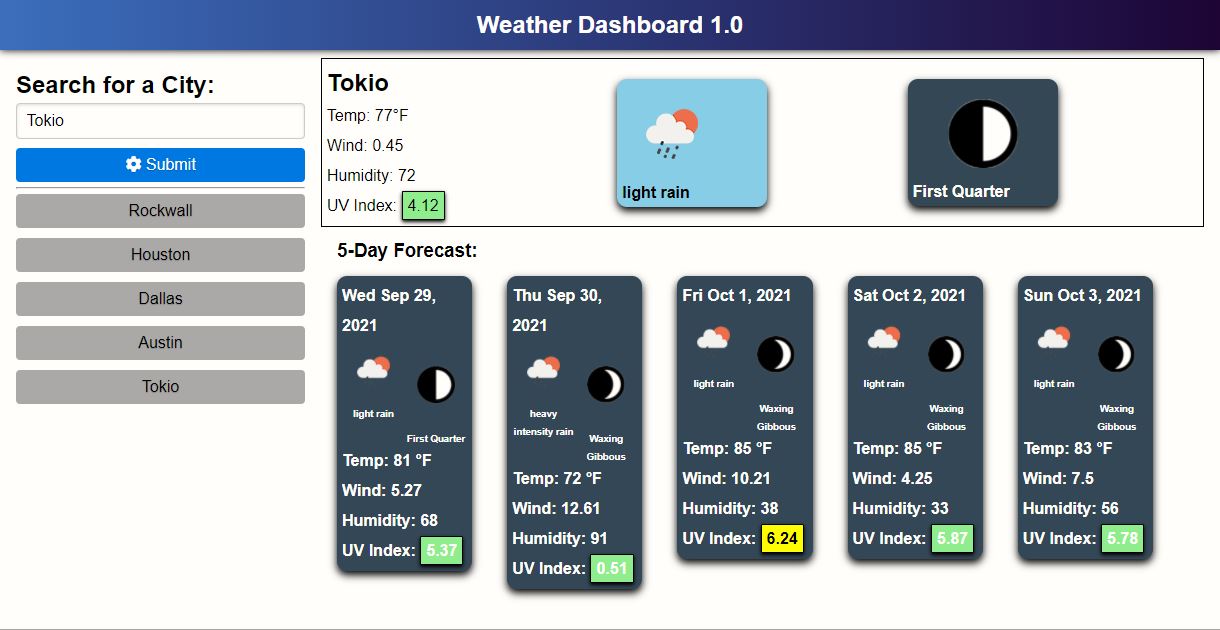 Weather Dashboard 1.0
Search for a City:
Tokio
Submit
Rockwall
Houston
Dallas
Austin
Tokio
Tokio
Temp: 77°F
Wind: 0.45
Humidity: 72
UV Index: 4.12
light rain
First Quarter
5-Day Forecast:
Wed Sep 29,
2021
light rain
First Quarter
Temp: 81 °F
Wind: 5.27
Humidity: 68
UV Index: 5.37
Thu Sep 30,
2021
heavy
intensity rain
Waxing
Gibbous
Temp: 72 °F
Wind: 12.61
Humidity: 91
UV Index: 0.51
Fri Oct 1, 2021
light rain
Waxing
Gibbous
Temp: 85 °F
Wind: 10.21
Humidity: 38
UV Index: 6.24
Sat Oct 2, 2021
light rain
Waxing
Gibbous
Temp: 85 °F
Wind: 4.25
Humidity: 33
UV Index: 5.87
Sun Oct 3, 2021
light rain
Waxing
Gibbous
Temp: 83 °F
Wind: 7.5
Humidity: 56
UV Index: 5.78